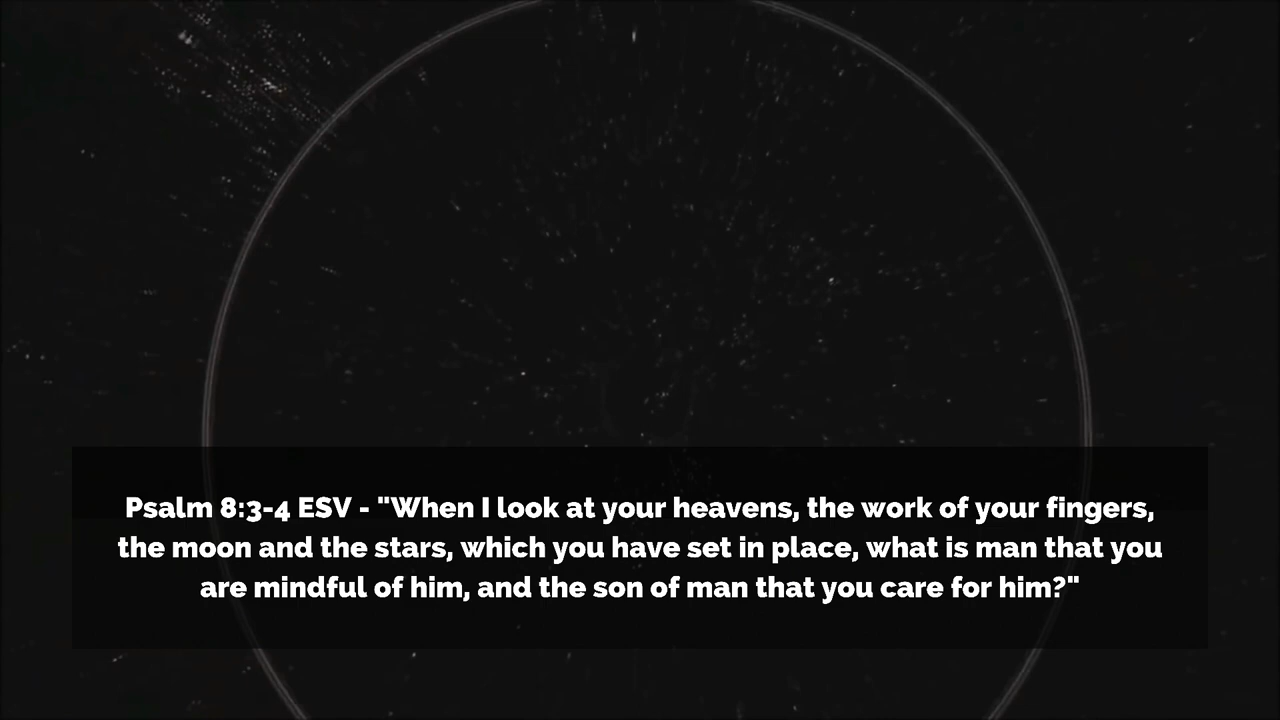 Psalm 8:3-4 ESV - "When I look at your heavens, the work of your fingers,
the moon and the stars, which you have set in place, what is man that you
are mindful of him, and the son of man that you care for him?"